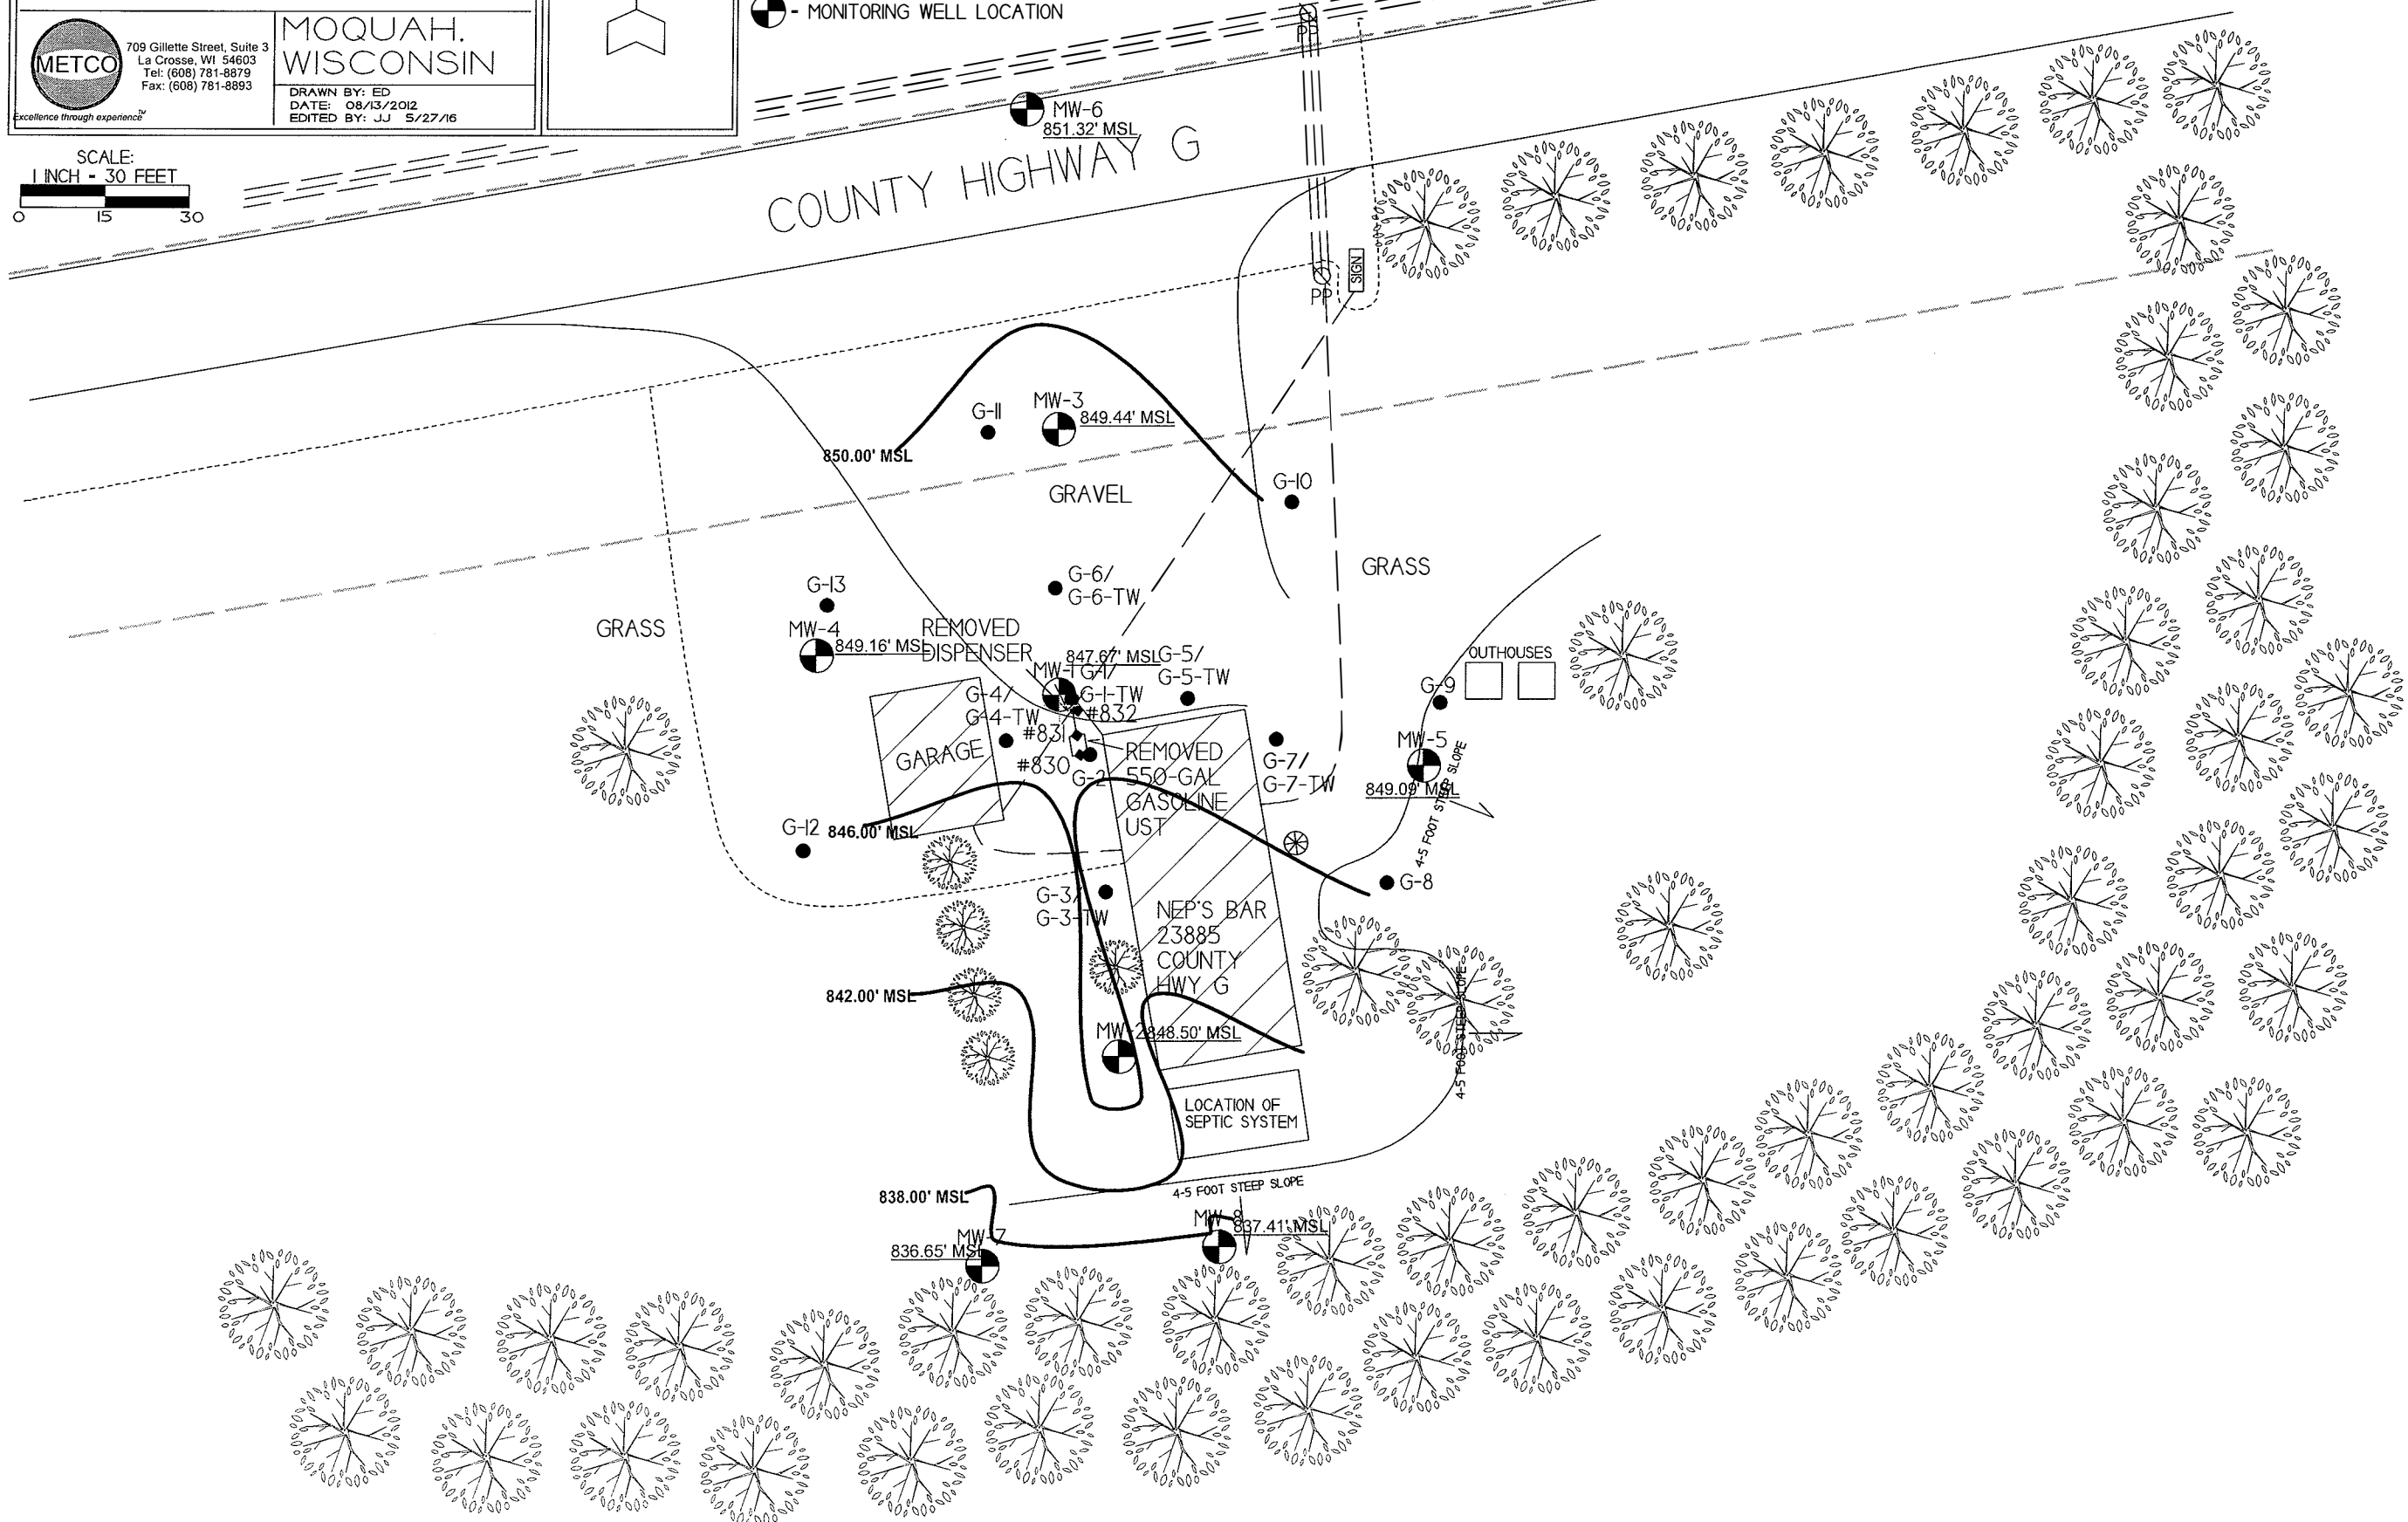 - MONITORING WELL LOCATION
METCO
709 Gillette Street, Suite 3
La Crosse, WI 54603
Tel: (608) 781-8879
Fax: (608) 781-8893
Excellence through experience™
MOQUAH,
WISCONSIN
DRAWN BY: ED
DATE: 08/13/2012
EDITED BY: JJ 5/27/16
SCALE:
1 INCH = 30 FEET
0 15 30
PP
MW-6
851.32' MSL
COUNTY HIGHWAY G
SIGN
PP
G-11
MW-3
849.44' MSL
850.00' MSL
GRAVEL
G-10
GRASS
G-6/
G-6-TW
G-13
GRASS
MW-4
849.16' MSL
REMOVED
DISPENSER
MW-1
847.67' MSL
G-1/
G-1-TW
G-5/
G-5-TW
G-4/
G-4-TW
#832
#831
#830
G-2
GARAGE
REMOVED
550-GAL
GASOLINE
UST
G-7/
G-7-TW
OUTHOUSES
G-9
MW-5
849.09' MSL
4-5 FOOT STEEP SLOPE
G-12
846.00' MSL
G-8
G-3/
G-3-TW
NEP'S BAR
23885
COUNTY
HWY G
842.00' MSL
MW-2
848.50' MSL
4-5 FOOT STEEP SLOPE
LOCATION OF
SEPTIC SYSTEM
838.00' MSL
4-5 FOOT STEEP SLOPE
MW-7
836.65' MSL
MW-8
837.41' MSL